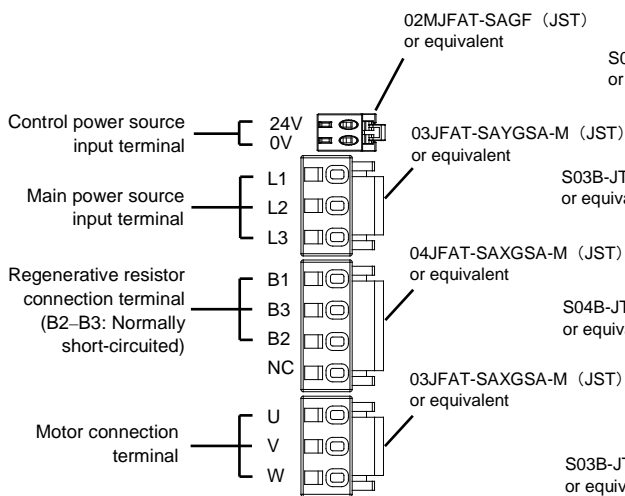 02MJFAT-SAGF（JST）
or equivalent
or
Control power source
input terminal
24V
0V
03JFAT-SAYGSA-M（JST）
or equivalent
Main power source
input terminal
L1
L2
L3
Regenerative resistor
connection terminal
(B2–B3: Normally
short-circuited)
B1
B3
B2
NC
04JFAT-SAXGSA-M（JST）
or equivalent
03JFAT-SAXGSA-M（JST）
or equivalent
Motor connection
terminal
U
V
W